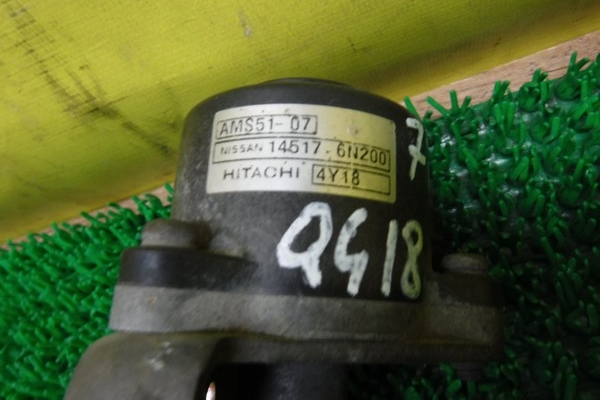 AMS51-07
NISSAN 14517-6N200
HITACHI 4Y18
7
QG18